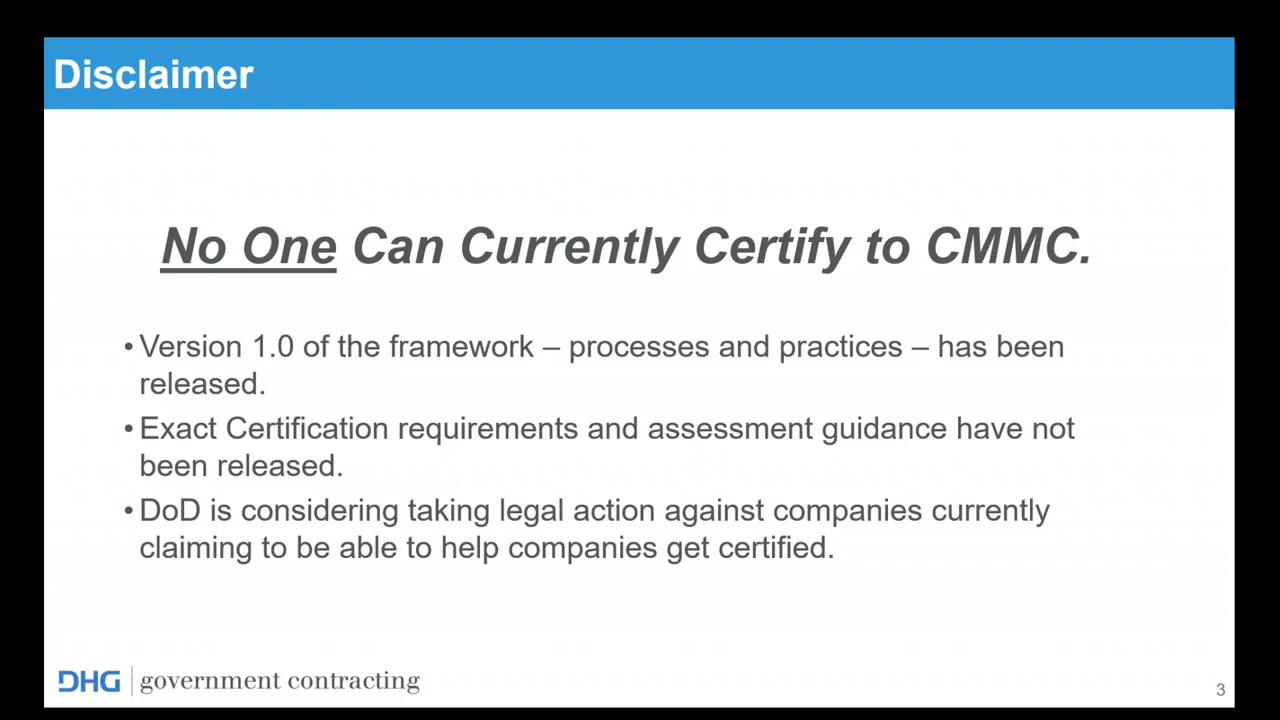 Disclaimer
No One Can Currently Certify to CMMC.
• Version 1.0 of the framework – processes and practices – has been
released.
• Exact Certification requirements and assessment guidance have not
been released.
• DoD is considering taking legal action against companies currently
claiming to be able to help companies get certified.
DHG government contracting
3